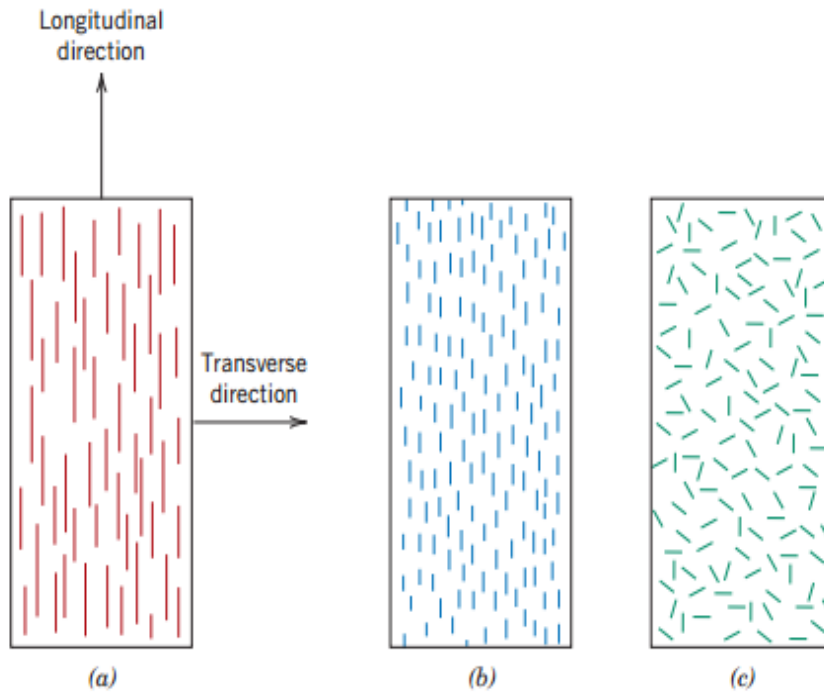 Longitudinal
direction
Transverse
direction
(a)
(b)
(c)